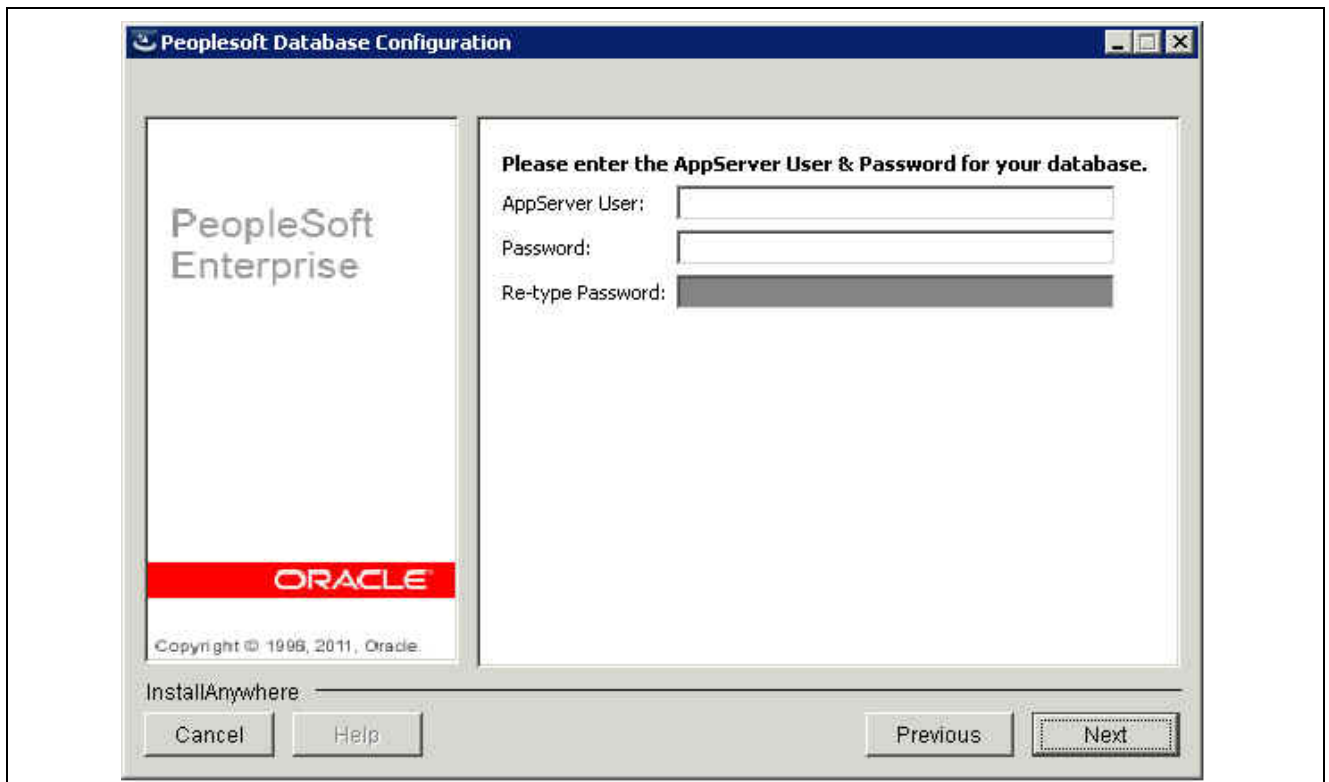 Peoplesoft Database Configuration
Please enter the AppServer User & Password for your database.
AppServer User:
Password:
Re-type Password:
PeopleSoft
Enterprise
ORACLE
Copyright © 1996, 2011, Oracle.
InstallAnywhere
Cancel
Help
Previous
Next